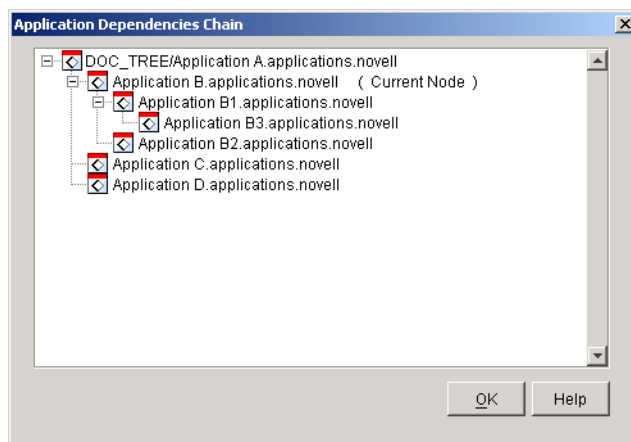 Application Dependencies Chain
DOC_TREE/Application A.applications.novell
Application B.applications.novell ( Current Node )
Application B1.applications.novell
Application B3.applications.novell
Application B2.applications.novell
Application C.applications.novell
Application D.applications.novell
OK Help